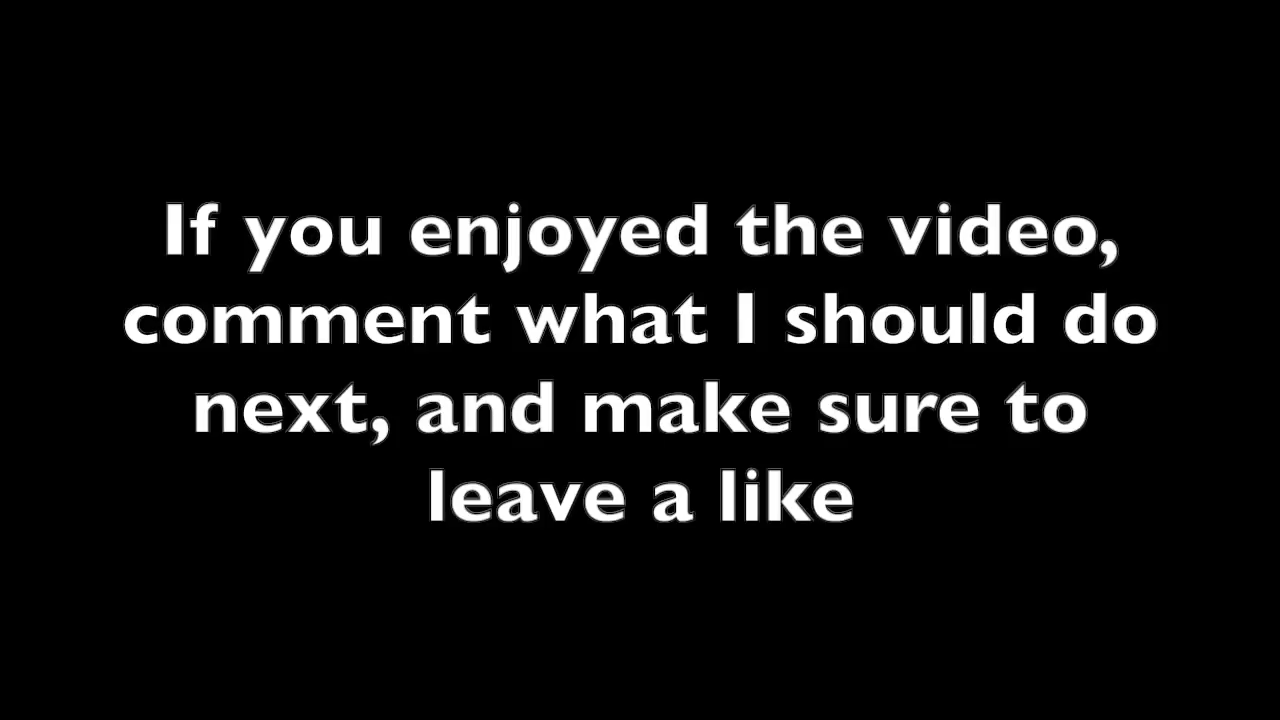 If you enjoyed the video,
comment what I should do
next, and make sure to
leave a like